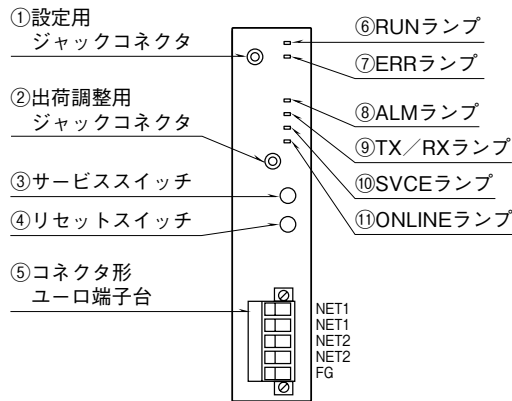 ①設定用
ジャックコネクタ
②出荷調整用
ジャックコネクタ
③サービススイッチ
④リセットスイッチ
⑤コネクタ形
ユーロ端子台
⑥RUNランプ
⑦ERRランプ
⑧ALMランプ
⑨TX／RXランプ
⑩SVCEランプ
⑪ONLINEランプ
NET1
NET1
NET2
NET2
FG